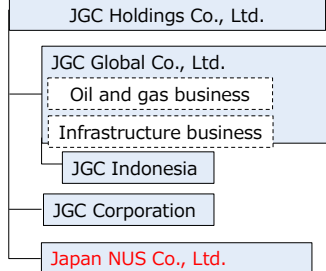 JGC Holdings Co., Ltd.
JGC Global Co., Ltd.
Oil and gas business
Infrastructure business
JGC Indonesia
JGC Corporation
Japan NUS Co., Ltd.